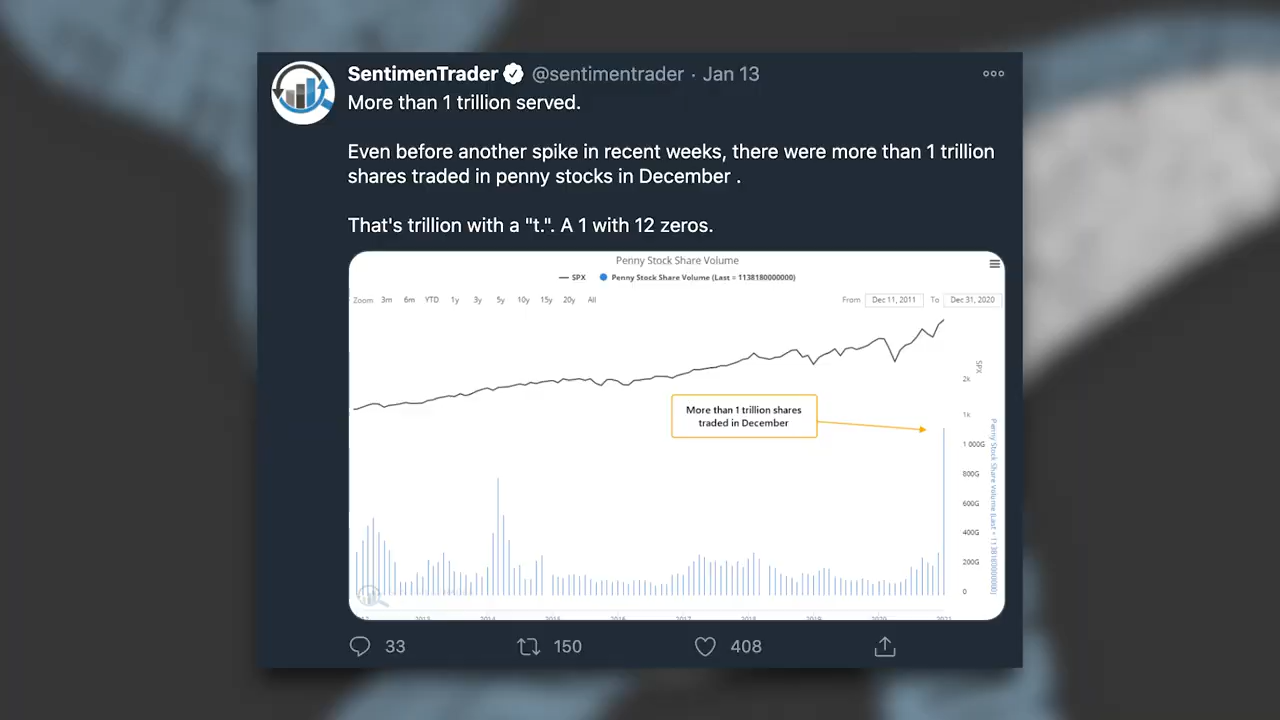 SentimenTrader @sentimentrader · Jan 13
More than 1 trillion served.
Even before another spike in recent weeks, there were more than 1 trillion
shares traded in penny stocks in December .
That's trillion with a "t.". A 1 with 12 zeros.
Penny Stock Share Volume
SPX Penny Stock Share Volume (Last = 1138180000000)
Zoom 3m 6m YTD 1y 3y 5y 10y 15y 20y All From Dec 11, 2011 To Dec 31, 2020
SPX
2k
1k
More than 1 trillion shares
traded in December
Penny Stock Share Volume (Last = 1138180000000)
1 000G
800G
600G
400G
200G
0
2013 2014 2015 2016 2017 2018 2019 2020 2021
33 150 408